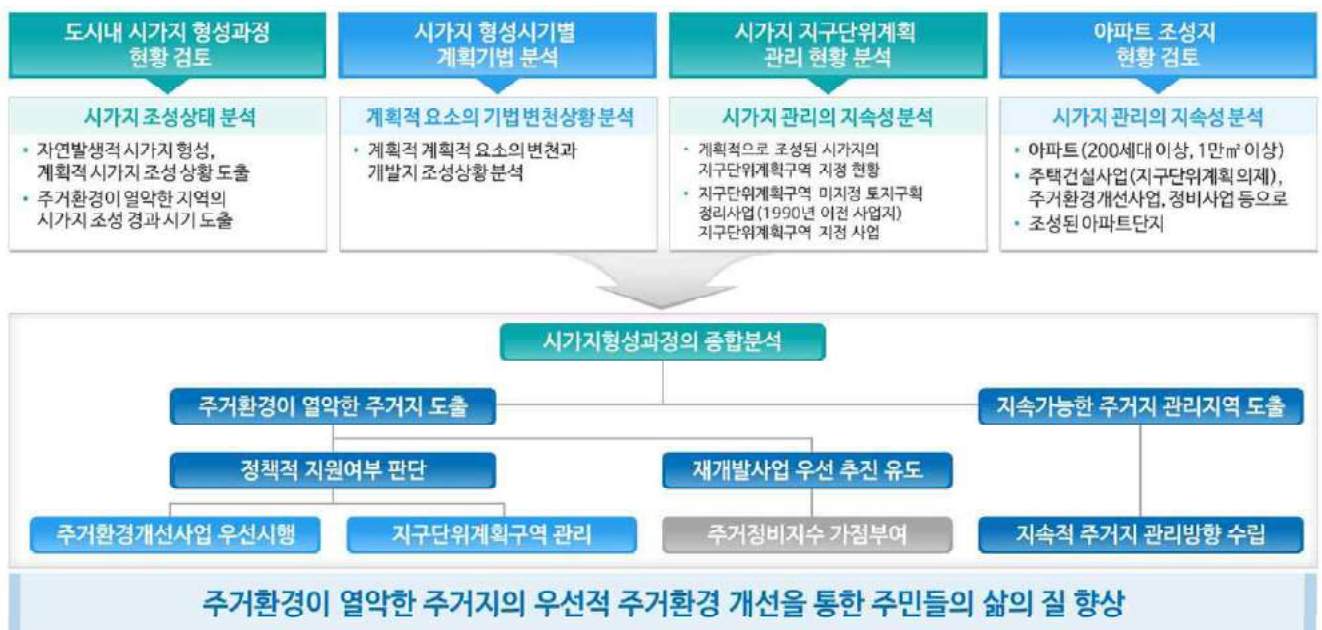 도시내 시가지 형성과정
현황 검토
시가지 조성상태 분석
• 자연발생적 시가지 형성,
계획적 시가지 조성 상황 도출
• 주거환경이 열악한 지역의
시가지 조성 경과 시기 도출
시가지 형성시기별
계획기법 분석
계획적 요소의 기법 변천상황 분석
• 계획적 계획적 요소의 변천과
개발지 조성상황 분석
시가지 지구단위계획
관리 현황 분석
시가지 관리의 지속성 분석
• 계획적으로 조성된 시가지의
지구단위계획구역 지정 현황
• 지구단위계획구역 미지정 토지구획
정리사업(1990년 이전 사업지)
지구단위계획구역 지정 사업
아파트 조성지
현황 검토
시가지 관리의 지속성 분석
• 아파트(200세대 이상, 1만㎡ 이상)
• 주택건설사업(지구단위계획 의제),
주거환경개선사업, 정비사업 등으로
• 조성된 아파트단지
시가지형성과정의 종합분석
주거환경이 열악한 주거지 도출
지속가능한 주거지 관리지역 도출
정책적 지원여부 판단
재개발사업 우선 추진 유도
주거환경개선사업 우선시행
지구단위계획구역 관리
주거정비지수 가점부여
지속적 주거지 관리방향 수립
주거환경이 열악한 주거지의 우선적 주거환경 개선을 통한 주민들의 삶의 질 향상